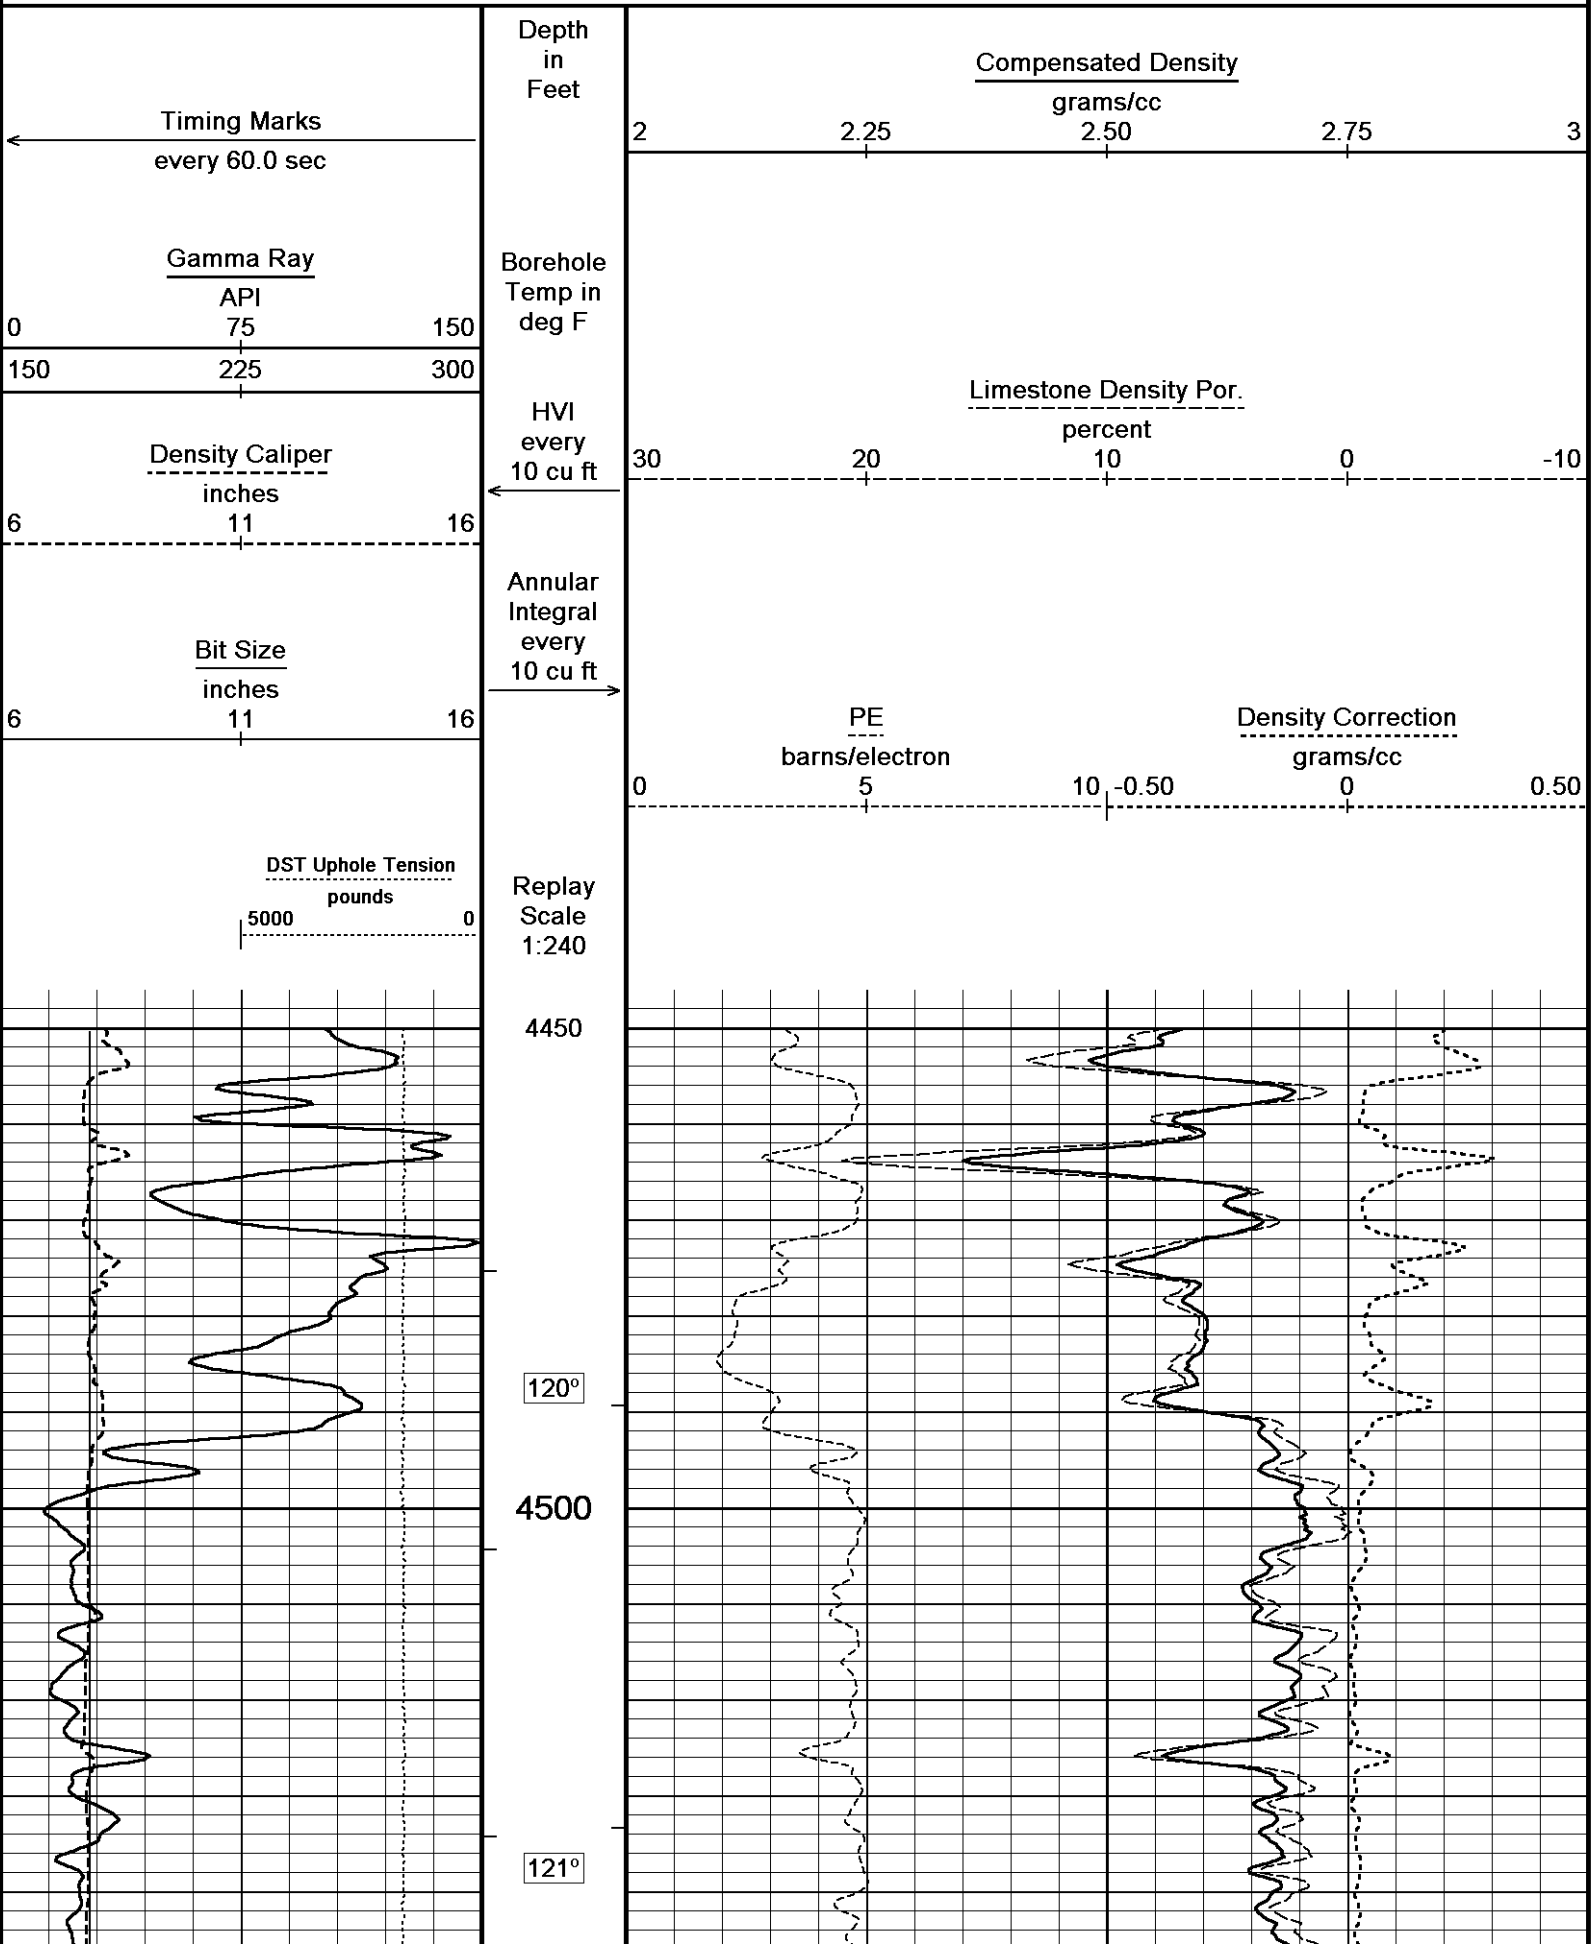 Timing Marks
every 60.0 sec
Gamma Ray
API
0 75 150
150 225 300
Density Caliper
inches
6 11 16
Bit Size
inches
6 11 16
DST Uphole Tension
pounds
5000 0
Depth
in
Feet
Borehole
Temp in
deg F
HVI
every
10 cu ft
Annular
Integral
every
10 cu ft
Replay
Scale
1:240
Compensated Density
grams/cc
2 2.25 2.50 2.75 3
Limestone Density Por.
percent
30 20 10 0 -10
PE
barns/electron
0 5 10
Density Correction
grams/cc
-0.50 0 0.50
4450
120°
4500
121°